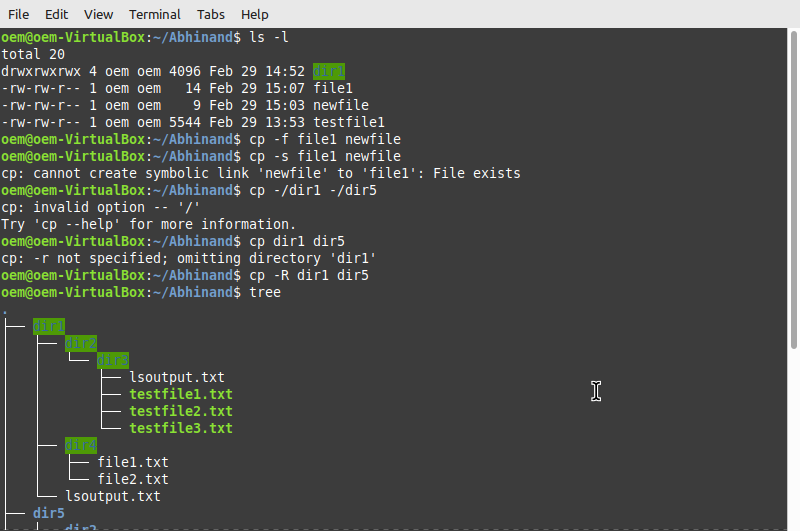 File Edit View Terminal Tabs Help
oem@oem-VirtualBox:~/Abhinand$ ls -l
total 20
drwxrwxrwx 4 oem oem 4096 Feb 29 14:52 dir1
-rw-rw-r-- 1 oem oem   14 Feb 29 15:07 file1
-rw-rw-r-- 1 oem oem    9 Feb 29 15:03 newfile
-rw-rw-r-- 1 oem oem 5544 Feb 29 13:53 testfile1
oem@oem-VirtualBox:~/Abhinand$ cp -f file1 newfile
oem@oem-VirtualBox:~/Abhinand$ cp -s file1 newfile
cp: cannot create symbolic link 'newfile' to 'file1': File exists
oem@oem-VirtualBox:~/Abhinand$ cp -/dir1 -/dir5
cp: invalid option -- '/'
Try 'cp --help' for more information.
oem@oem-VirtualBox:~/Abhinand$ cp dir1 dir5
cp: -r not specified; omitting directory 'dir1'
oem@oem-VirtualBox:~/Abhinand$ cp -R dir1 dir5
oem@oem-VirtualBox:~/Abhinand$ tree
.
├── dir1
│   ├── dir2
│   │   └── dir3
│   │       ├── lsoutput.txt
│   │       ├── testfile1.txt
│   │       ├── testfile2.txt
│   │       └── testfile3.txt
│   ├── dir4
│   │   ├── file1.txt
│   │   └── file2.txt
│   └── lsoutput.txt
├── dir5